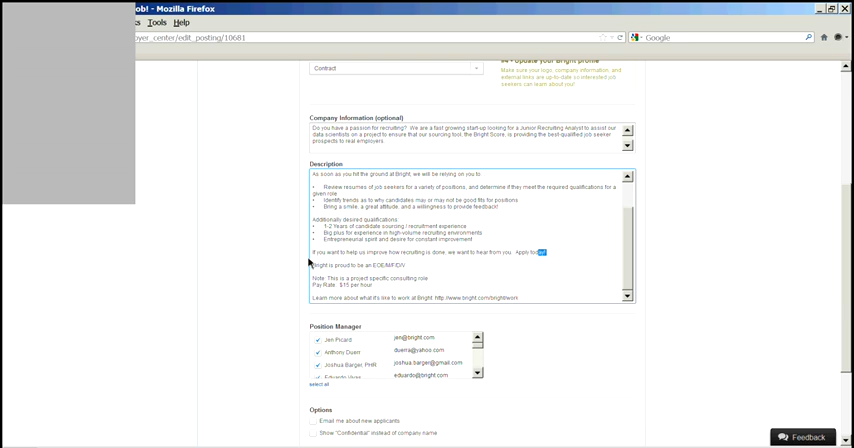 ob! - Mozilla Firefox
ks Tools Help
oyer_center/edit_posting/10681
Google
Contract
#4 - Update your Bright profile
Make sure your logo, company information, and
external links are up-to-date so interested job
seekers can learn about you!
Company Information (optional)
Do you have a passion for recruiting? We are a fast growing start-up looking for a Junior Recruiting Analyst to assist our
data scientists on a project to ensure that our sourcing tool, the Bright Score, is providing the best-qualified job seeker
prospects to real employers.
Description
As soon as you hit the ground at Bright, we will be relying on you to
• Review resumes of job seekers for a variety of positions, and determine if they meet the required qualifications for a
given role
• Identify trends as to why candidates may or may not be good fits for positions
• Bring a smile, a great attitude, and a willingness to provide feedback!
Additionally desired qualifications:
• 1-2 Years of candidate sourcing / recruitment experience
• Big plus for experience in high-volume recruiting environments
• Entrepreneurial spirit and desire for constant improvement
If you want to help us improve how recruiting is done, we want to hear from you. Apply today!
Bright is proud to be an EOE/M/F/D/V
Note: This is a project specific consulting role
Pay Rate: $15 per hour
Learn more about what it's like to work at Bright: http://www.bright.com/brightwork
Position Manager
Jen Picard jen@bright.com
Anthony Duerr duerra@yahoo.com
Joshua Barger, PHR joshua.barger@gmail.com
Eduardo Vivas eduardo@bright.com
select all
Options
Email me about new applicants
Show "Confidential" instead of company name
Feedback